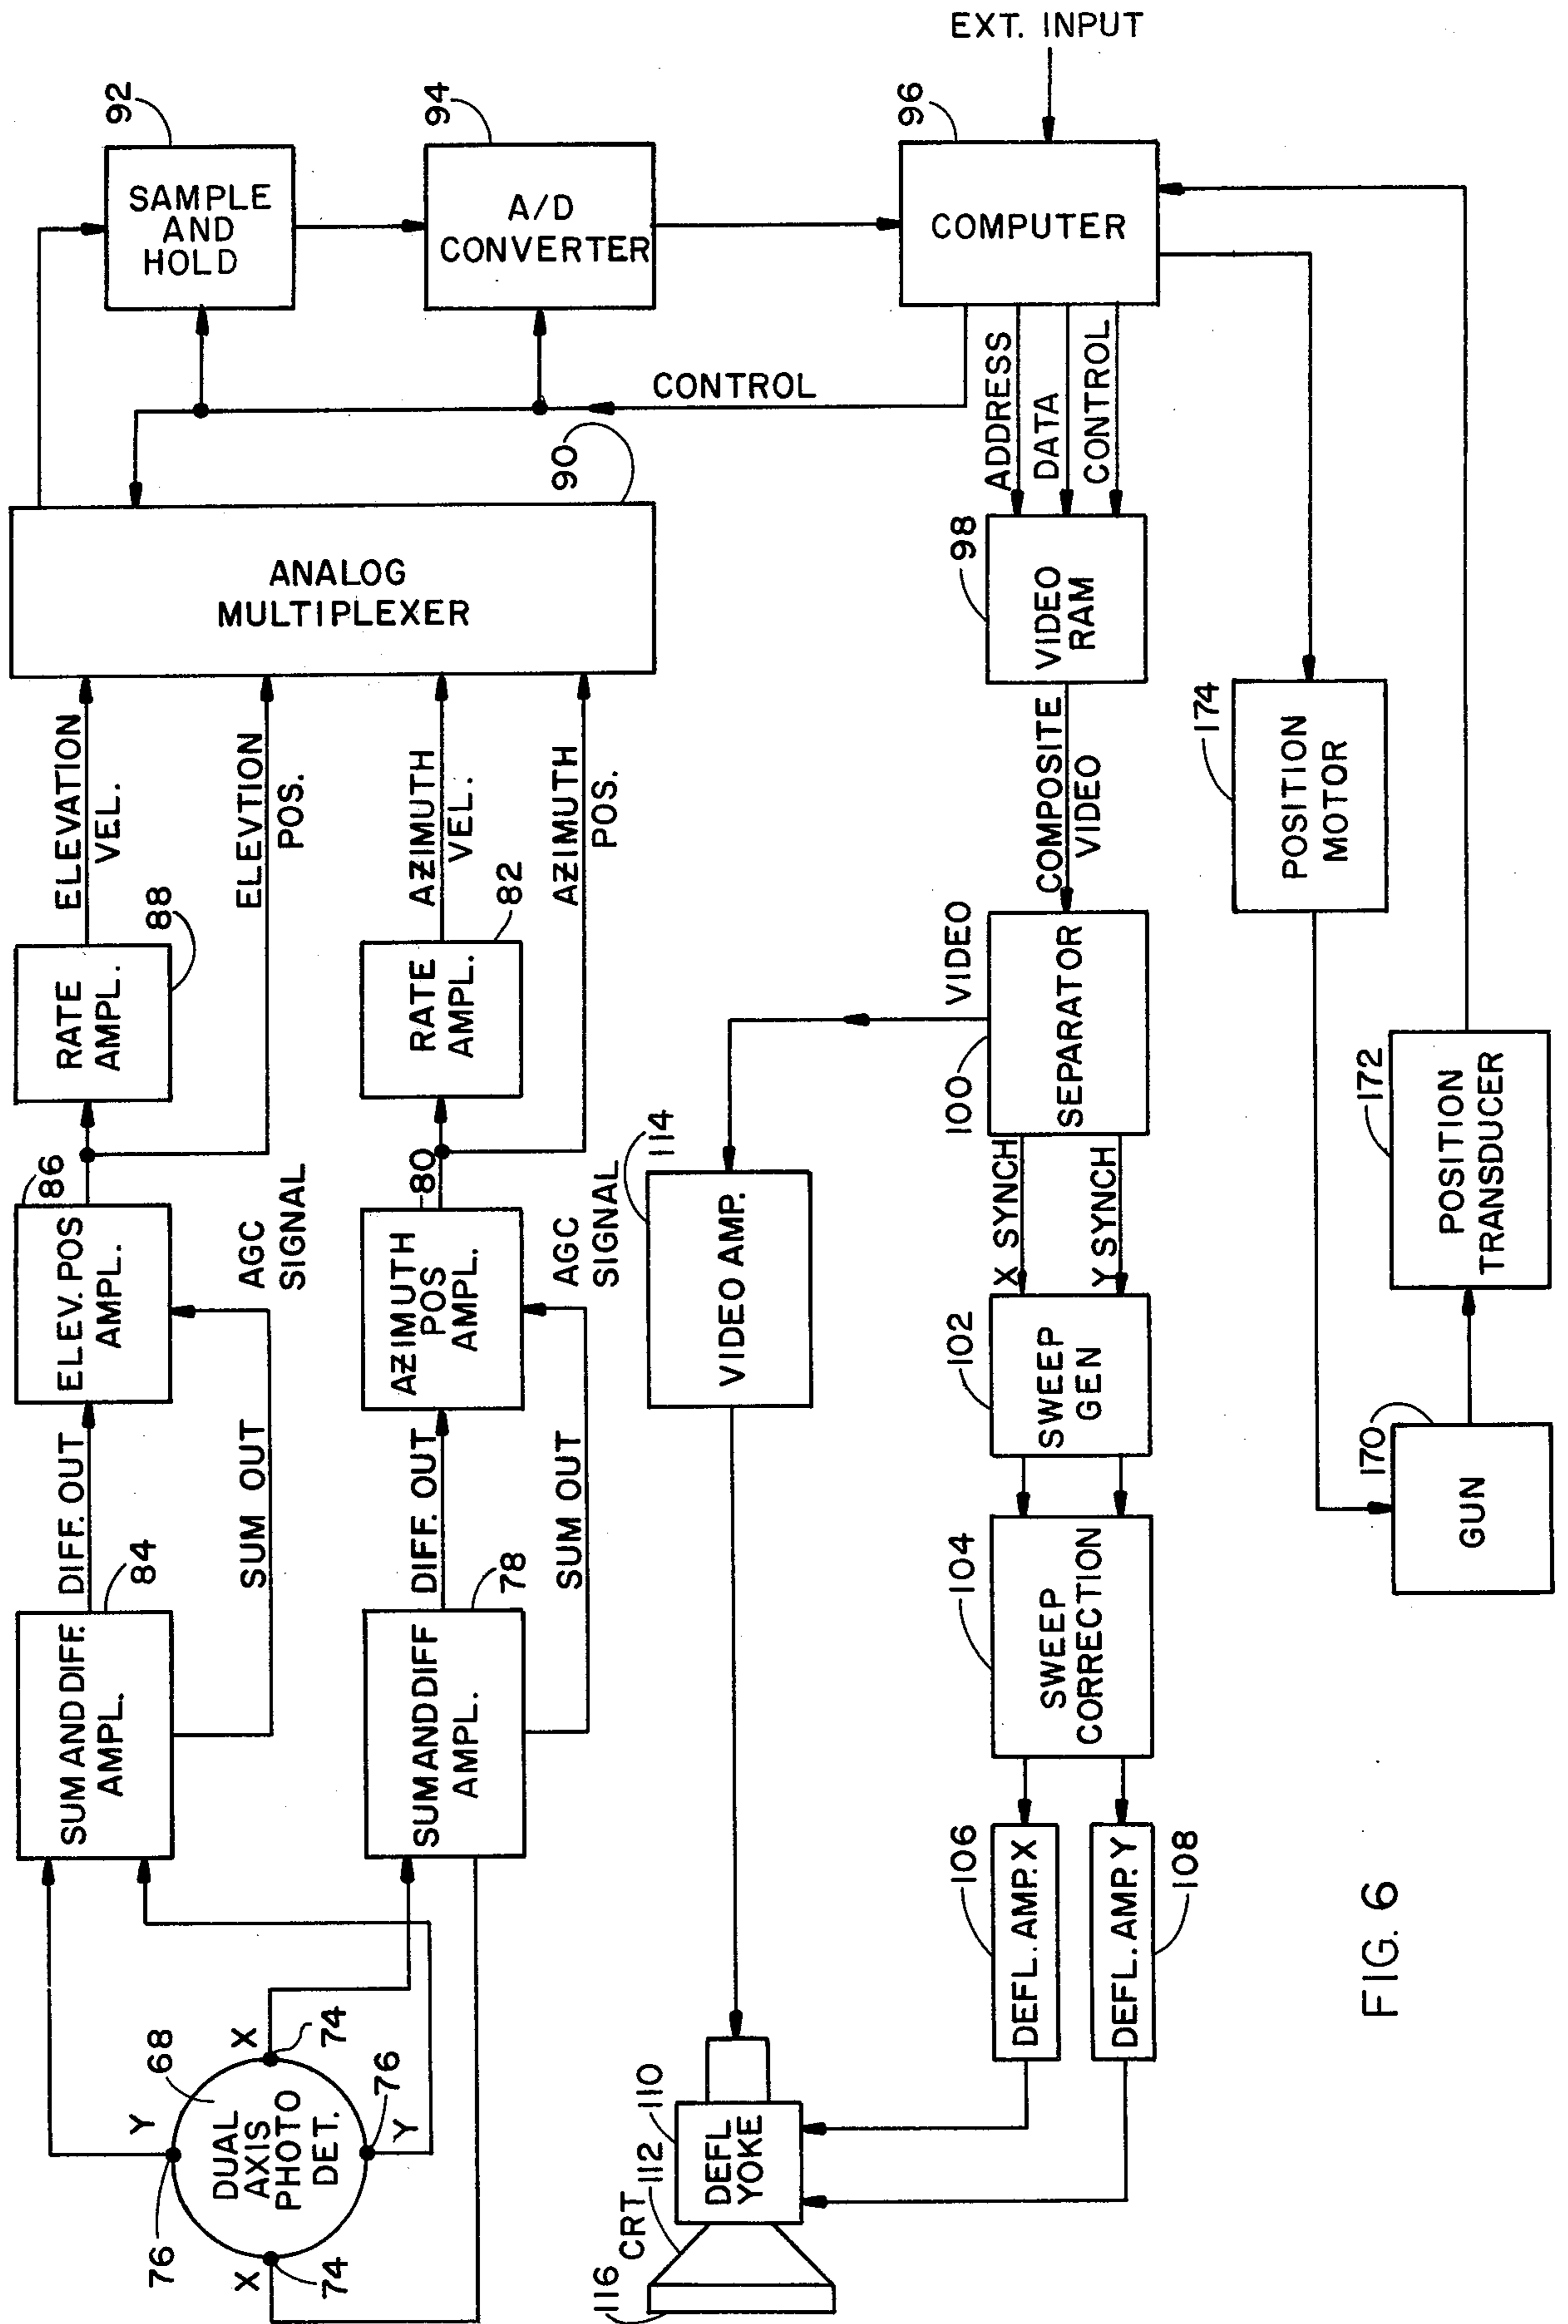 EXT. INPUT
92
SAMPLE
AND
HOLD
94
A/D
CONVERTER
96
COMPUTER
CONTROL
90
ANALOG
MULTIPLEXER
ADDRESS
DATA
CONTROL
98
VIDEO
RAM
ELEVATION
VEL.
ELEVTION
POS.
AZIMUTH
VEL.
AZIMUTH
POS.
88
RATE
AMPL.
82
RATE
AMPL.
COMPOSITE
VIDEO
174
POSITION
MOTOR
VIDEO
100
SEPARATOR
86
ELEV. POS
AMPL.
AGC
SIGNAL
80
AZIMUTH
POS
AMPL.
AGC
SIGNAL
114
VIDEO AMP.
X SYNCH
Y SYNCH
172
POSITION
TRANSDUCER
102
SWEEP
GEN
DIFF. OUT
SUM OUT
DIFF. OUT
SUM OUT
170
GUN
84
SUM AND DIFF.
AMPL.
78
SUM AND DIFF
AMPL.
104
SWEEP
CORRECTION
106
DEFL. AMP. X
DEFL. AMP. Y
108
Y
68
X
74
DUAL
AXIS
PHOTO
DET.
76
Y
76
X
74
110
DEFL
YOKE
CRT
112
116
FIG. 6